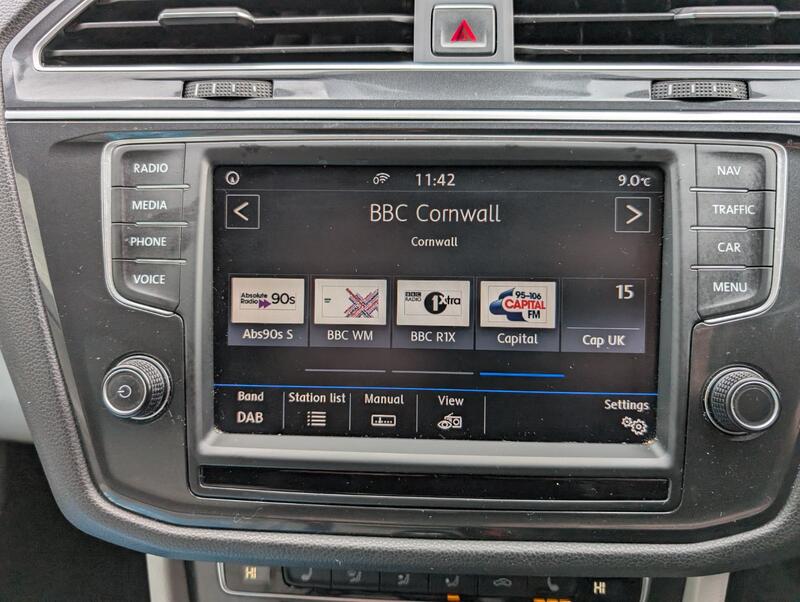 RADIO
MEDIA
PHONE
VOICE
NAV
TRAFFIC
CAR
MENU
11:42
9.0°C
<
BBC Cornwall
>
Cornwall
Absolute Radio 90s
BBC RADIO 1Xtra
95-106 CAPITAL FM
15
Abs90s S
BBC WM
BBC R1X
Capital
Cap UK
Band
DAB
Station list
Manual
View
Settings
HI
HI